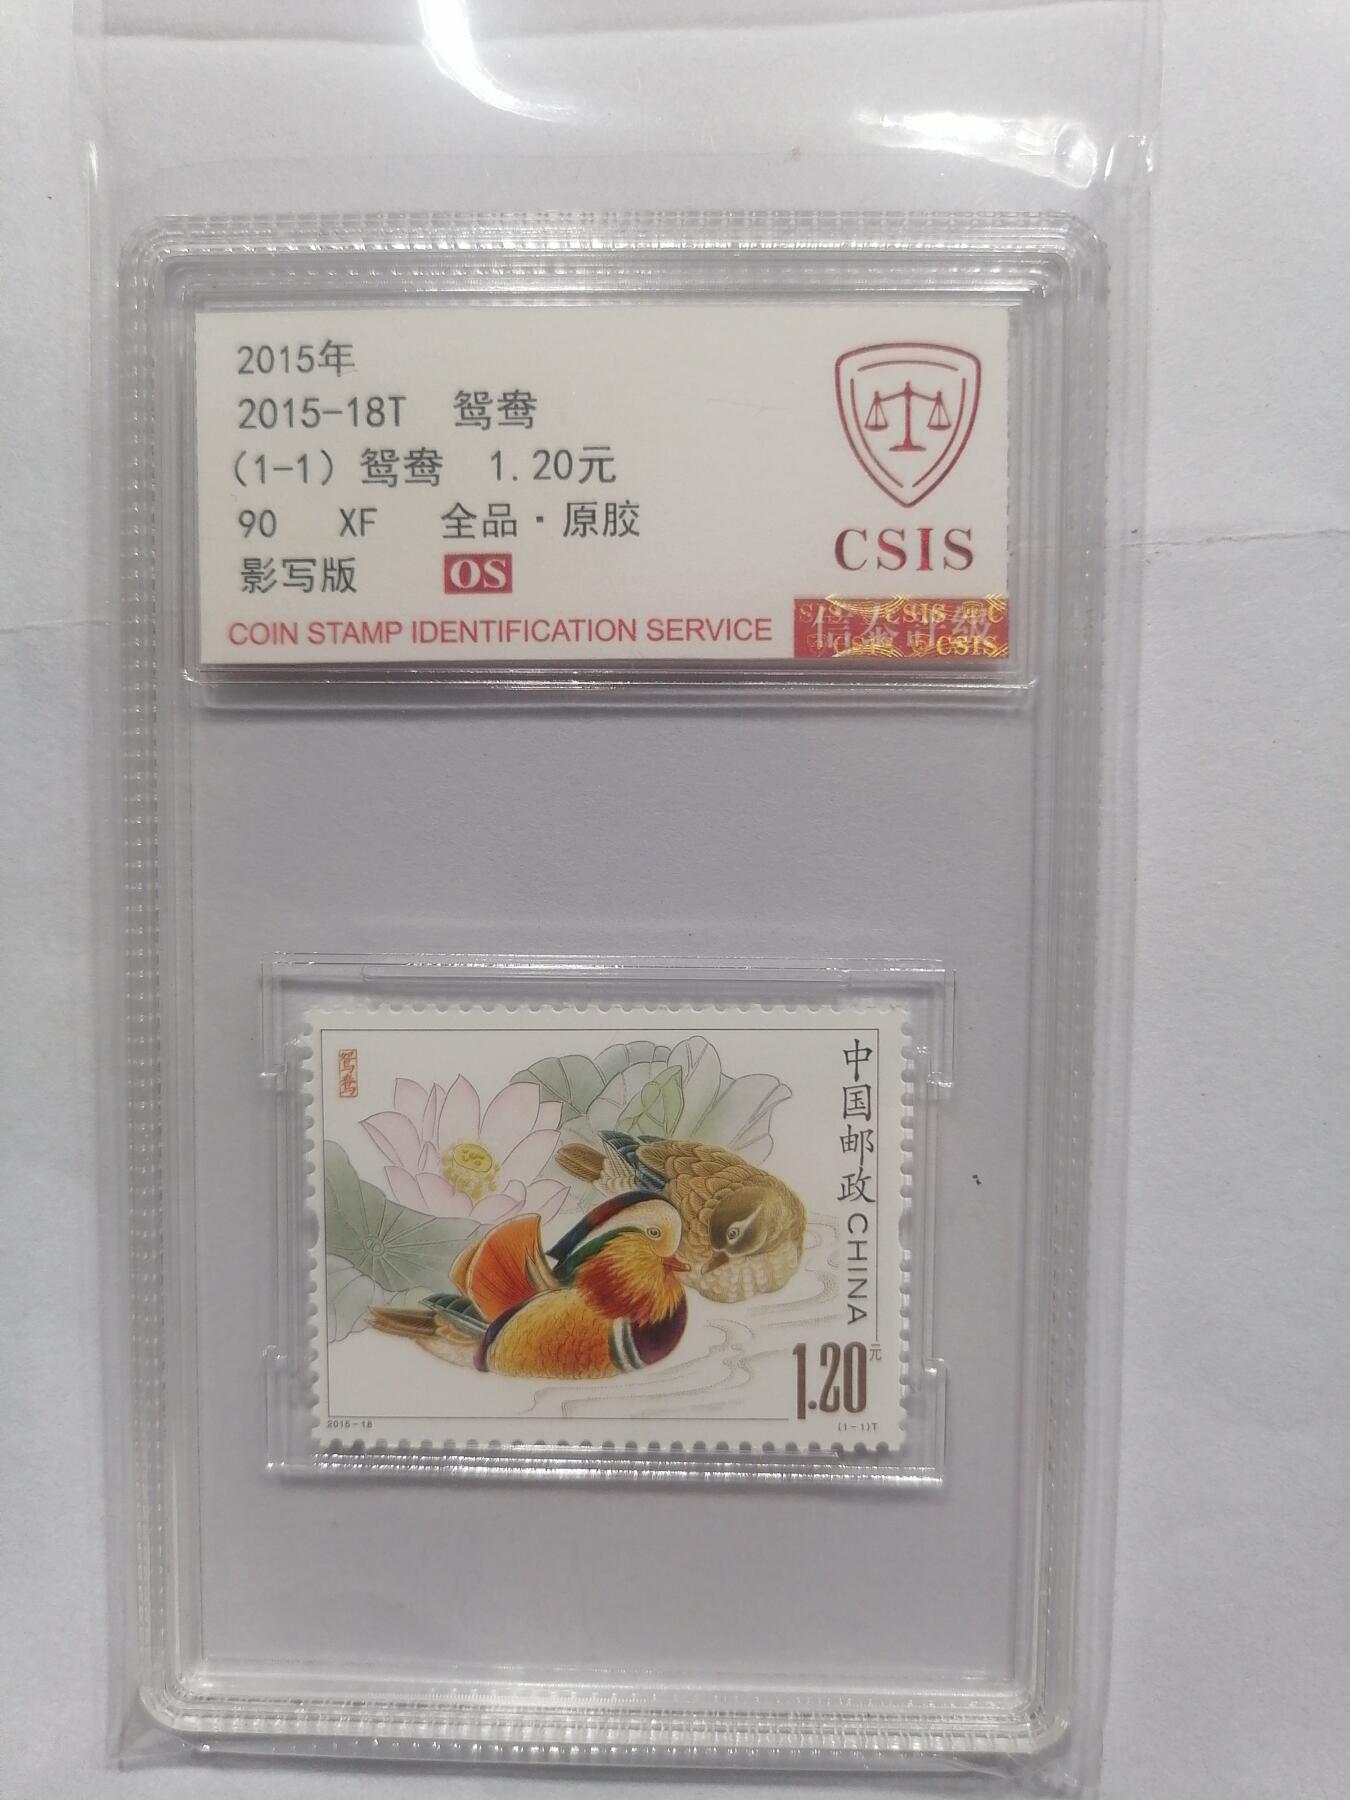 2015年
2015-18T 鸳鸯
(1-1) 鸳鸯 1.20元
90 XF 全品·原胶
影写版 OS
COIN STAMP IDENTIFICATION SERVICE
CSIS
CSIS
CSIS
鸳鸯
中国邮政 CHINA
1.20元
2015-18
(1-1)T